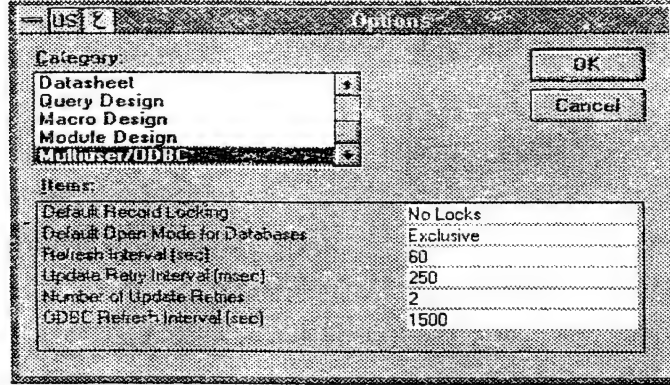 US Options
Category:
OK
Datasheet
Query Design
Macro Design
Module Design
Multiuser/ODBC
Cancel
Items:
Default Record Locking No Locks
Default Open Mode for Databases Exclusive
Refresh Interval (sec) 60
Update Retry Interval (msec) 250
Number of Update Retries 2
ODBC Refresh Interval (sec) 1500